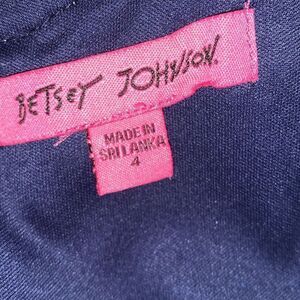 BETSEY JOHNSON.
MADE IN
SRI LANKA
4